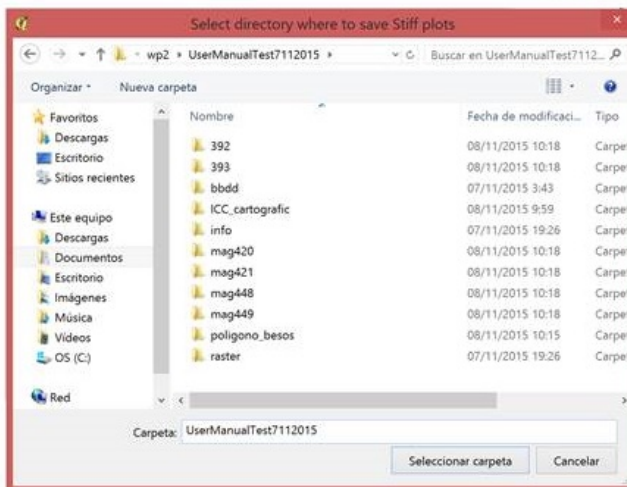 Select directory where to save Stiff plots
wp2 UserManualTest7112015
Buscar en UserManualTest7112...
Organizar Nueva carpeta
Favoritos
Descargas
Escritorio
Sitios recientes
Este equipo
Descargas
Documentos
Escritorio
Imágenes
Música
Vídeos
OS (C:)
Red
Nombre Fecha de modificaci... Tipo
392 08/11/2015 10:18 Carpe
393 08/11/2015 10:18 Carpe
bbdd 07/11/2015 3:43 Carpe
ICC_cartografic 08/11/2015 9:59 Carpe
info 07/11/2015 19:26 Carpe
mag420 08/11/2015 10:18 Carpe
mag421 08/11/2015 10:18 Carpe
mag448 08/11/2015 10:18 Carpe
mag449 08/11/2015 10:18 Carpe
poligono_besos 08/11/2015 10:15 Carpe
raster 07/11/2015 19:26 Carpe
Carpeta: UserManualTest7112015
Seleccionar carpeta Cancelar